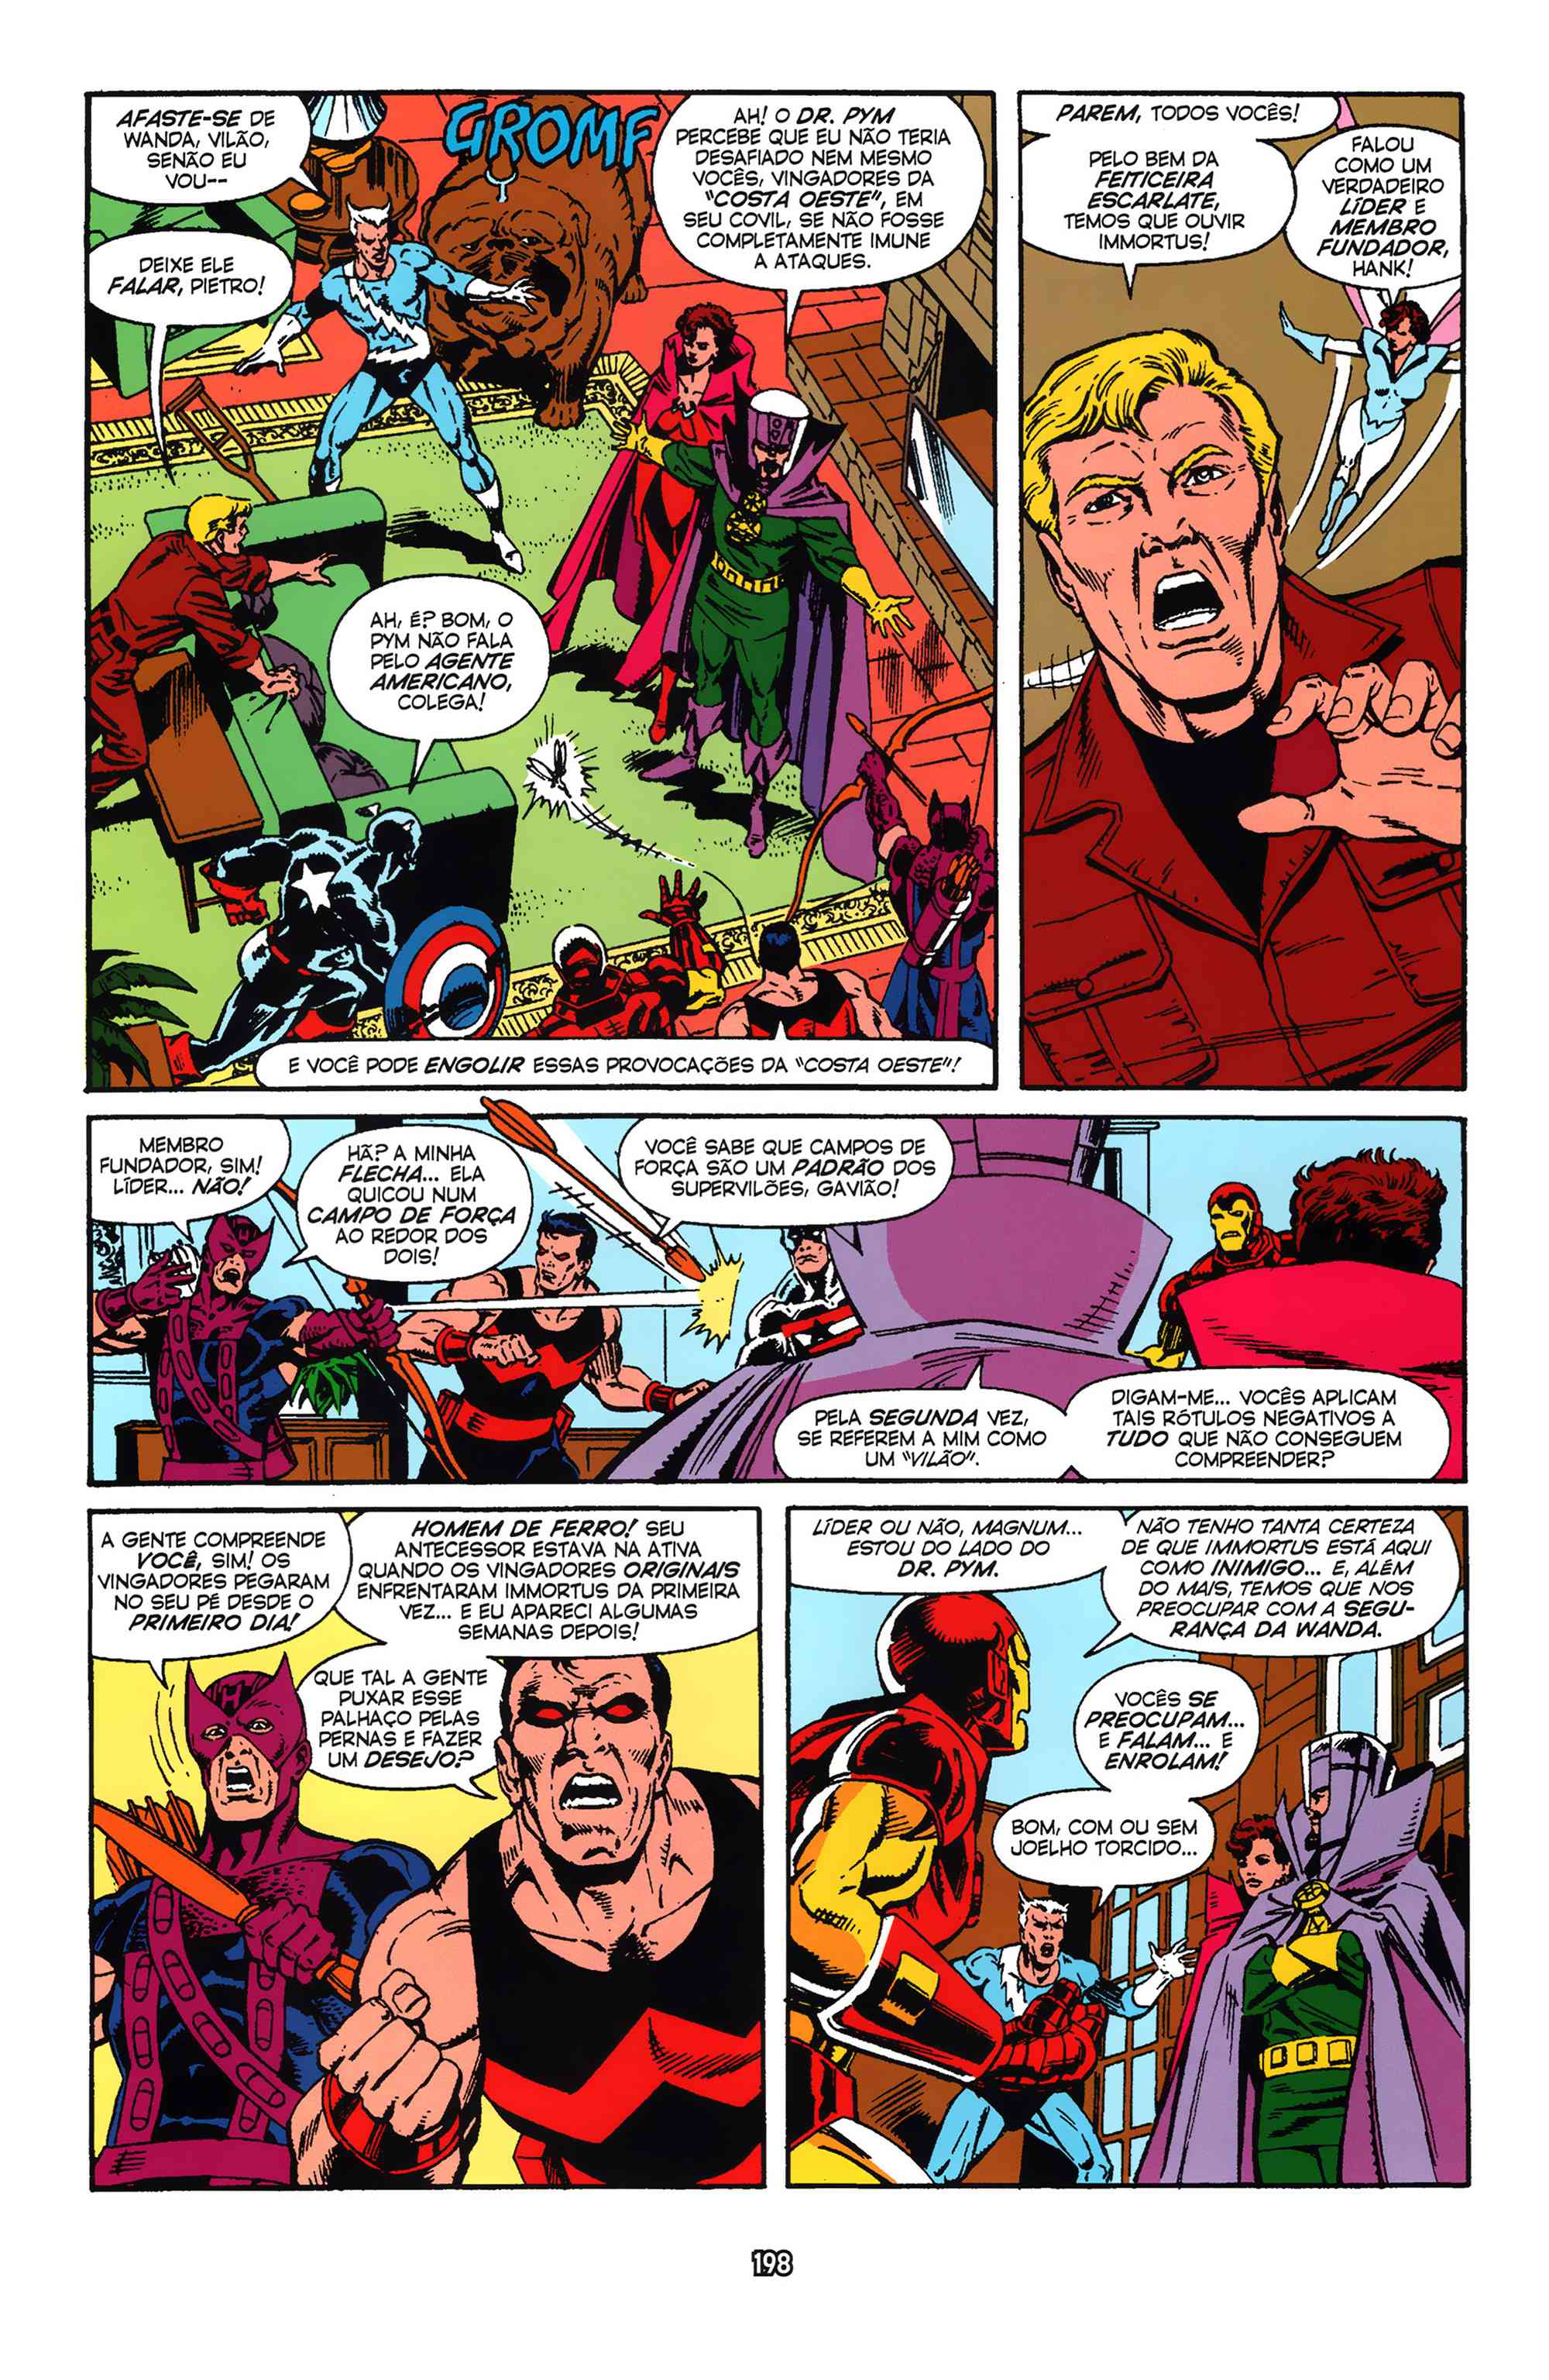 AFASTE-SE DE
WANDA, VILÃO,
SENÃO EU
VOU--
GROMF
DEIXE ELE
FALAR, PIETRO!
AH! O DR. PYM
PERCEBE QUE EU NÃO TERIA
DESAFIADO NEM MESMO
VOCÊS, VINGADORES DA
"COSTA OESTE", EM
SEU COVIL, SE NÃO FOSSE
COMPLETAMENTE IMUNE
A ATAQUES.
AH, É? BOM, O
PYM NÃO FALA
PELO AGENTE
AMERICANO,
COLEGA!
E VOCÊ PODE ENGOLIR ESSAS PROVOCAÇÕES DA "COSTA OESTE"!
PAREM, TODOS VOCÊS!
PELO BEM DA
FEITICEIRA
ESCARLATE,
TEMOS QUE OUVIR
IMMORTUS!
FALOU
COMO UM
VERDADEIRO
LÍDER E
MEMBRO
FUNDADOR,
HANK!
MEMBRO
FUNDADOR, SIM!
LÍDER... NÃO!
HÃ? A MINHA
FLECHA... ELA
QUICOU NUM
CAMPO DE FORÇA
AO REDOR DOS
DOIS!
VOCÊ SABE QUE CAMPOS DE
FORÇA SÃO UM PADRÃO DOS
SUPERVILÕES, GAVIÃO!
PELA SEGUNDA VEZ,
SE REFEREM A MIM COMO
UM "VILÃO".
DIGAM-ME... VOCÊS APLICAM
TAIS RÓTULOS NEGATIVOS A
TUDO QUE NÃO CONSEGUEM
COMPREENDER?
A GENTE COMPREENDE
VOCÊ, SIM! OS
VINGADORES PEGARAM
NO SEU PÉ DESDE O
PRIMEIRO DIA!
HOMEM DE FERRO! SEU
ANTECESSOR ESTAVA NA ATIVA
QUANDO OS VINGADORES ORIGINAIS
ENFRENTARAM IMMORTUS DA PRIMEIRA
VEZ... E EU APARECI ALGUMAS
SEMANAS DEPOIS!
QUE TAL A GENTE
PUXAR ESSE
PALHAÇO PELAS
PERNAS E FAZER
UM DESEJO?
LÍDER OU NÃO, MAGNUM...
ESTOU DO LADO DO
DR. PYM.
NÃO TENHO TANTA CERTEZA
DE QUE IMMORTUS ESTÁ AQUI
COMO INIMIGO... E, ALÉM
DO MAIS, TEMOS QUE NOS
PREOCUPAR COM A SEGU-
RANÇA DA WANDA.
VOCÊS SE
PREOCUPAM...
E FALAM... E
ENROLAM!
BOM, COM OU SEM
JOELHO TORCIDO...
198